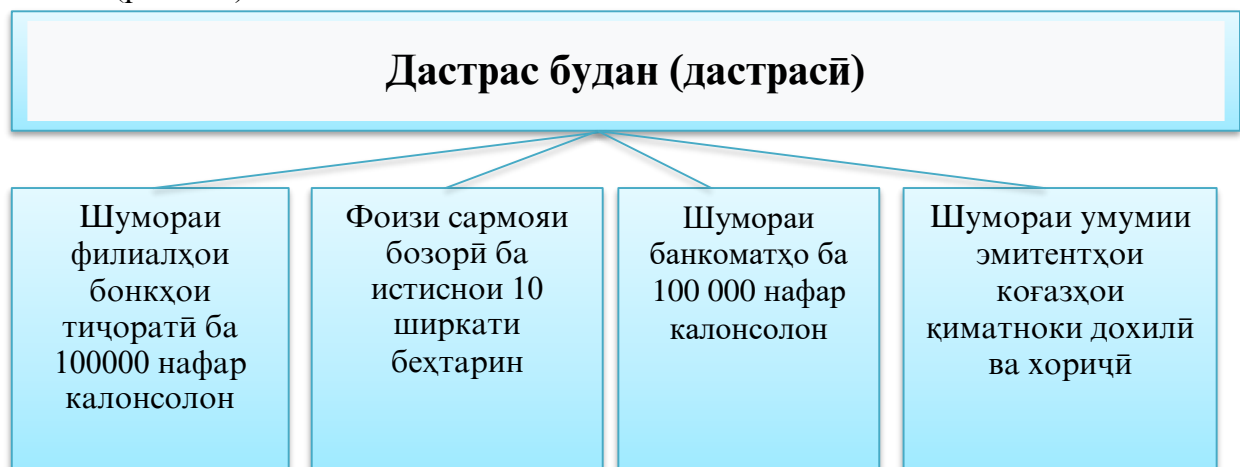 Дастрас будан (дастрасӣ)
Шумораи
филиалҳои
бонкҳои
тиҷоратӣ ба
100000 нафар
калонсолон
Фоизи сармояи
бозорӣ ба
истиснои 10
ширкати
беҳтарин
Шумораи
банкоматҳо ба
100 000 нафар
калонсолон
Шумораи умумии
эмитентҳои
коғазҳои
қиматноки дохилӣ
ва хориҷӣ